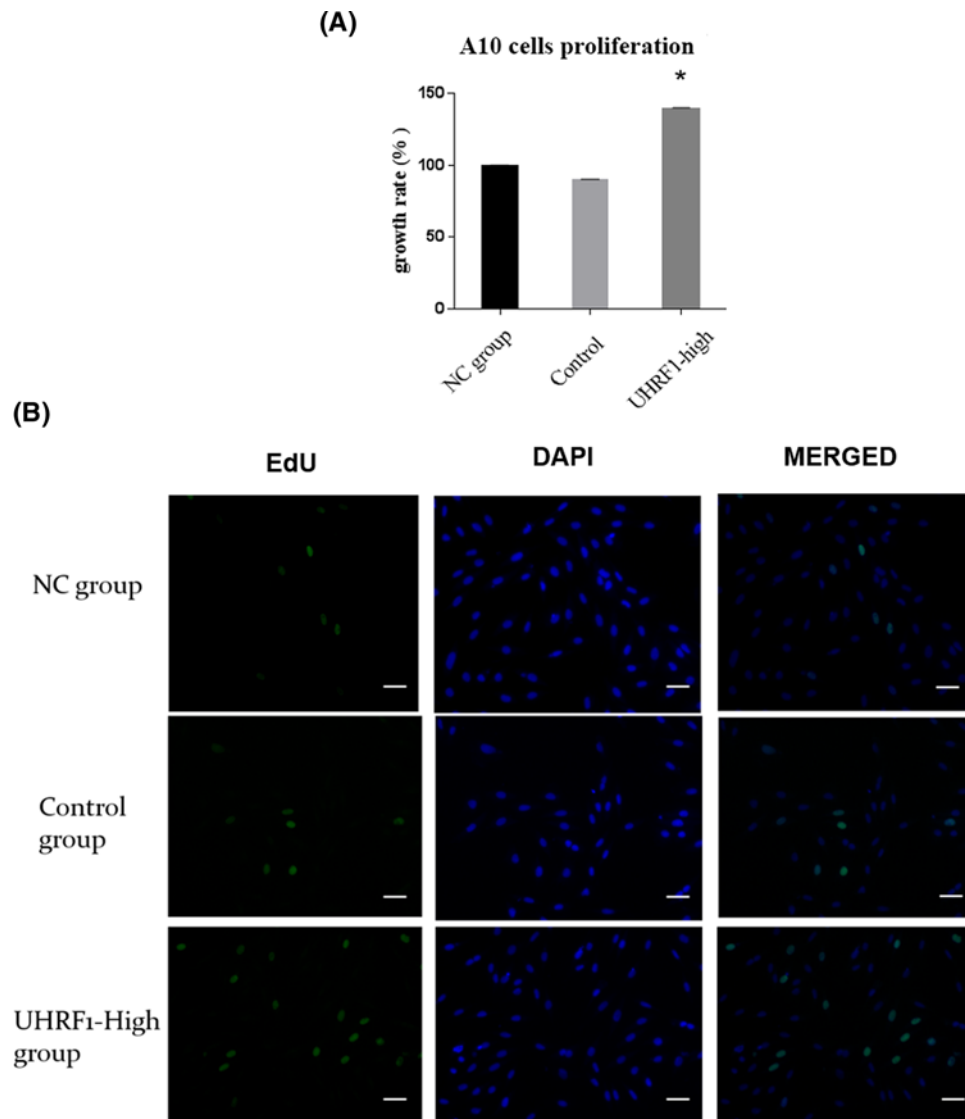 (A)
A10 cells proliferation
*
150
100
50
0
growth rate (%)
NC group
Control
UHRF1-high
(B)
EdU
DAPI
MERGED
NC group
Control
group
UHRF1-High
group